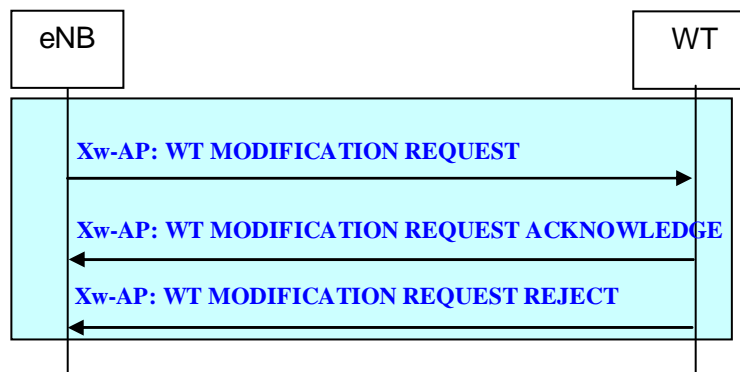 eNB
WT
Xw-AP: WT MODIFICATION REQUEST
Xw-AP: WT MODIFICATION REQUEST ACKNOWLEDGE
Xw-AP: WT MODIFICATION REQUEST REJECT